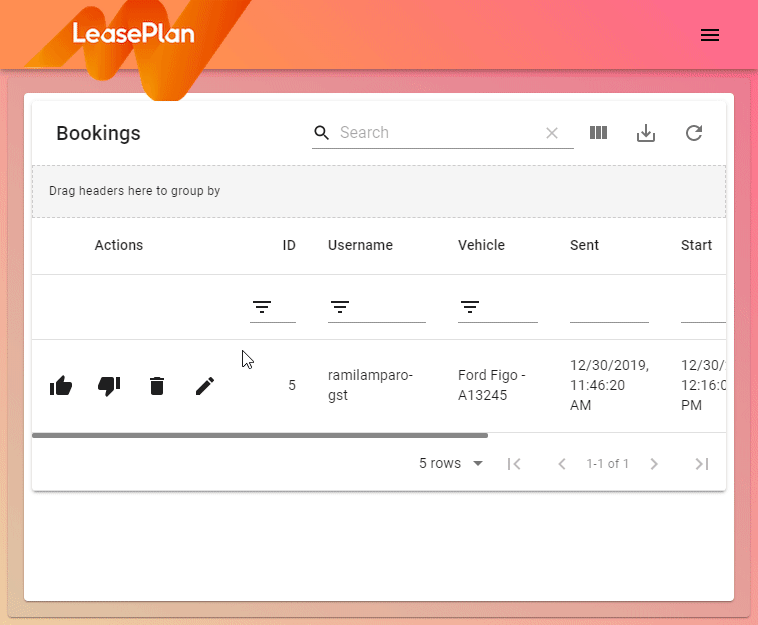 LeasePlan
Bookings
Search
Drag headers here to group by
Actions ID Username Vehicle Sent Start
5 ramilamparo-gst Ford Figo - A13245 12/30/2019, 11:46:20 AM 12/30/ 12:16:0 PM
5 rows 1-1 of 1